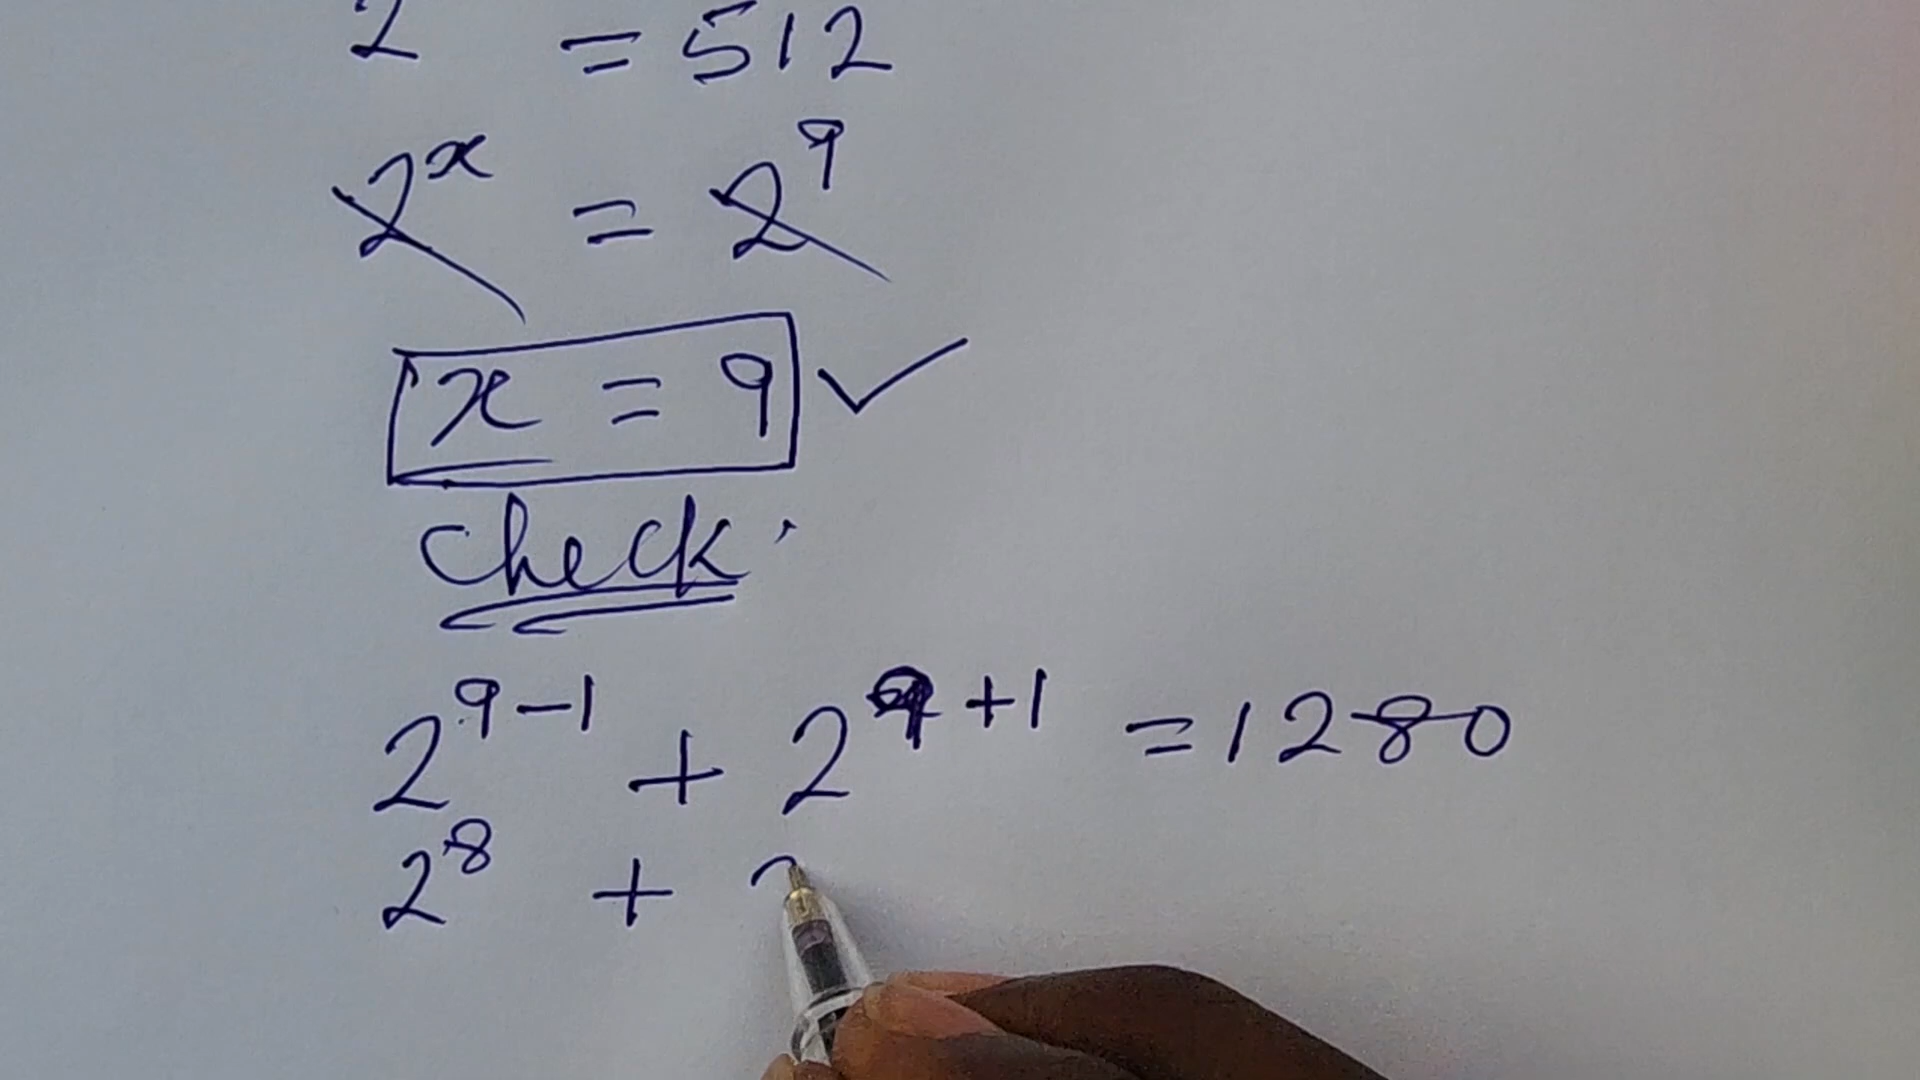 2 = 512
2^x = 2^9
x = 9 ✓
Check:
2^{9-1} + 2^{9+1} = 1280
2^8 +